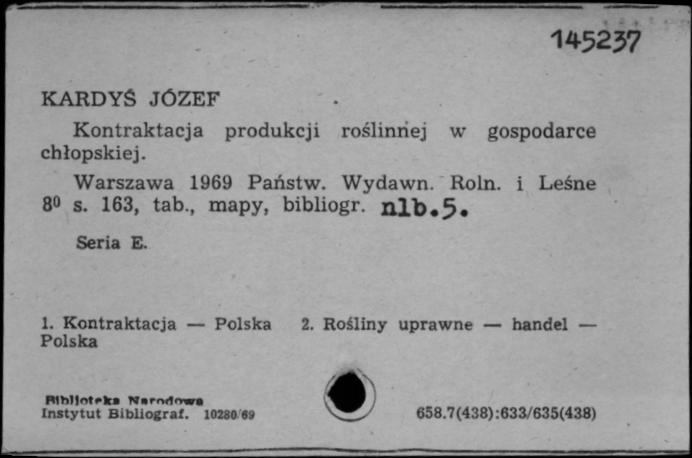 145237
KARDYŚ JÓZEF
Kontraktacja produkcji roślinnej w gospodarce
chłopskiej.
Warszawa 1969 Państw. Wydawn. Roln. i Leśne
8⁰ s. 163, tab., mapy, bibliogr. nlb.5.
Seria E.
1. Kontraktacja — Polska 2. Rośliny uprawne — handel —
Polska
Biblioteka Narodowa
Instytut Bibliograf. 10280/69
658.7(438):633/635(438)